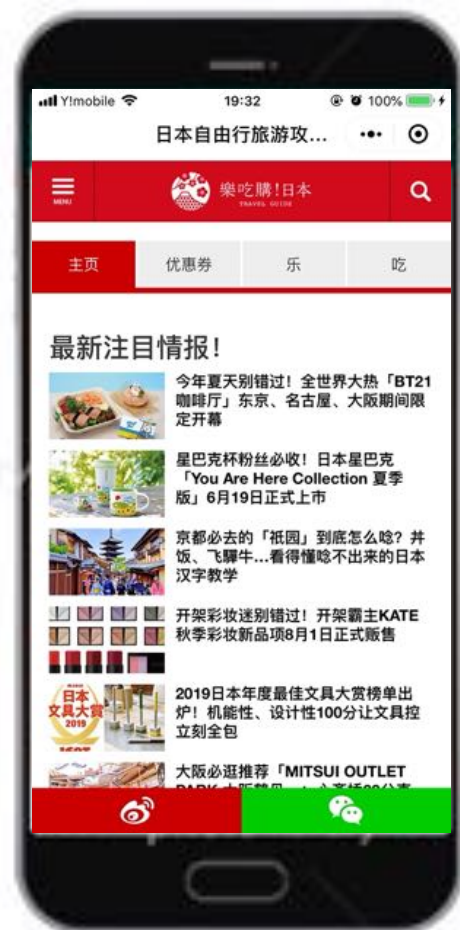 Y!mobile
19:32
100%
日本自由行旅游攻...
MENU
樂吃購!日本
TRAVEL GUIDE
主页
优惠券
乐
吃
最新注目情报!
今年夏天别错过！全世界大热「BT21
咖啡厅」东京、名古屋、大阪期间限
定开幕
星巴克杯粉丝必收！日本星巴克
「You Are Here Collection 夏季
版」6月19日正式上市
京都必去的「祇园」到底怎么唸？丼
饭、飞驒牛...看得懂唸不出来的日本
汉字教学
开架彩妆迷别错过！开架霸主KATE
秋季彩妆新品项8月1日正式贩售
日本
文具大賞
2019
2019日本年度最佳文具大赏榜单出
炉！机能性、设计性100分让文具控
立刻全包
大阪必逛推荐「MITSUI OUTLET